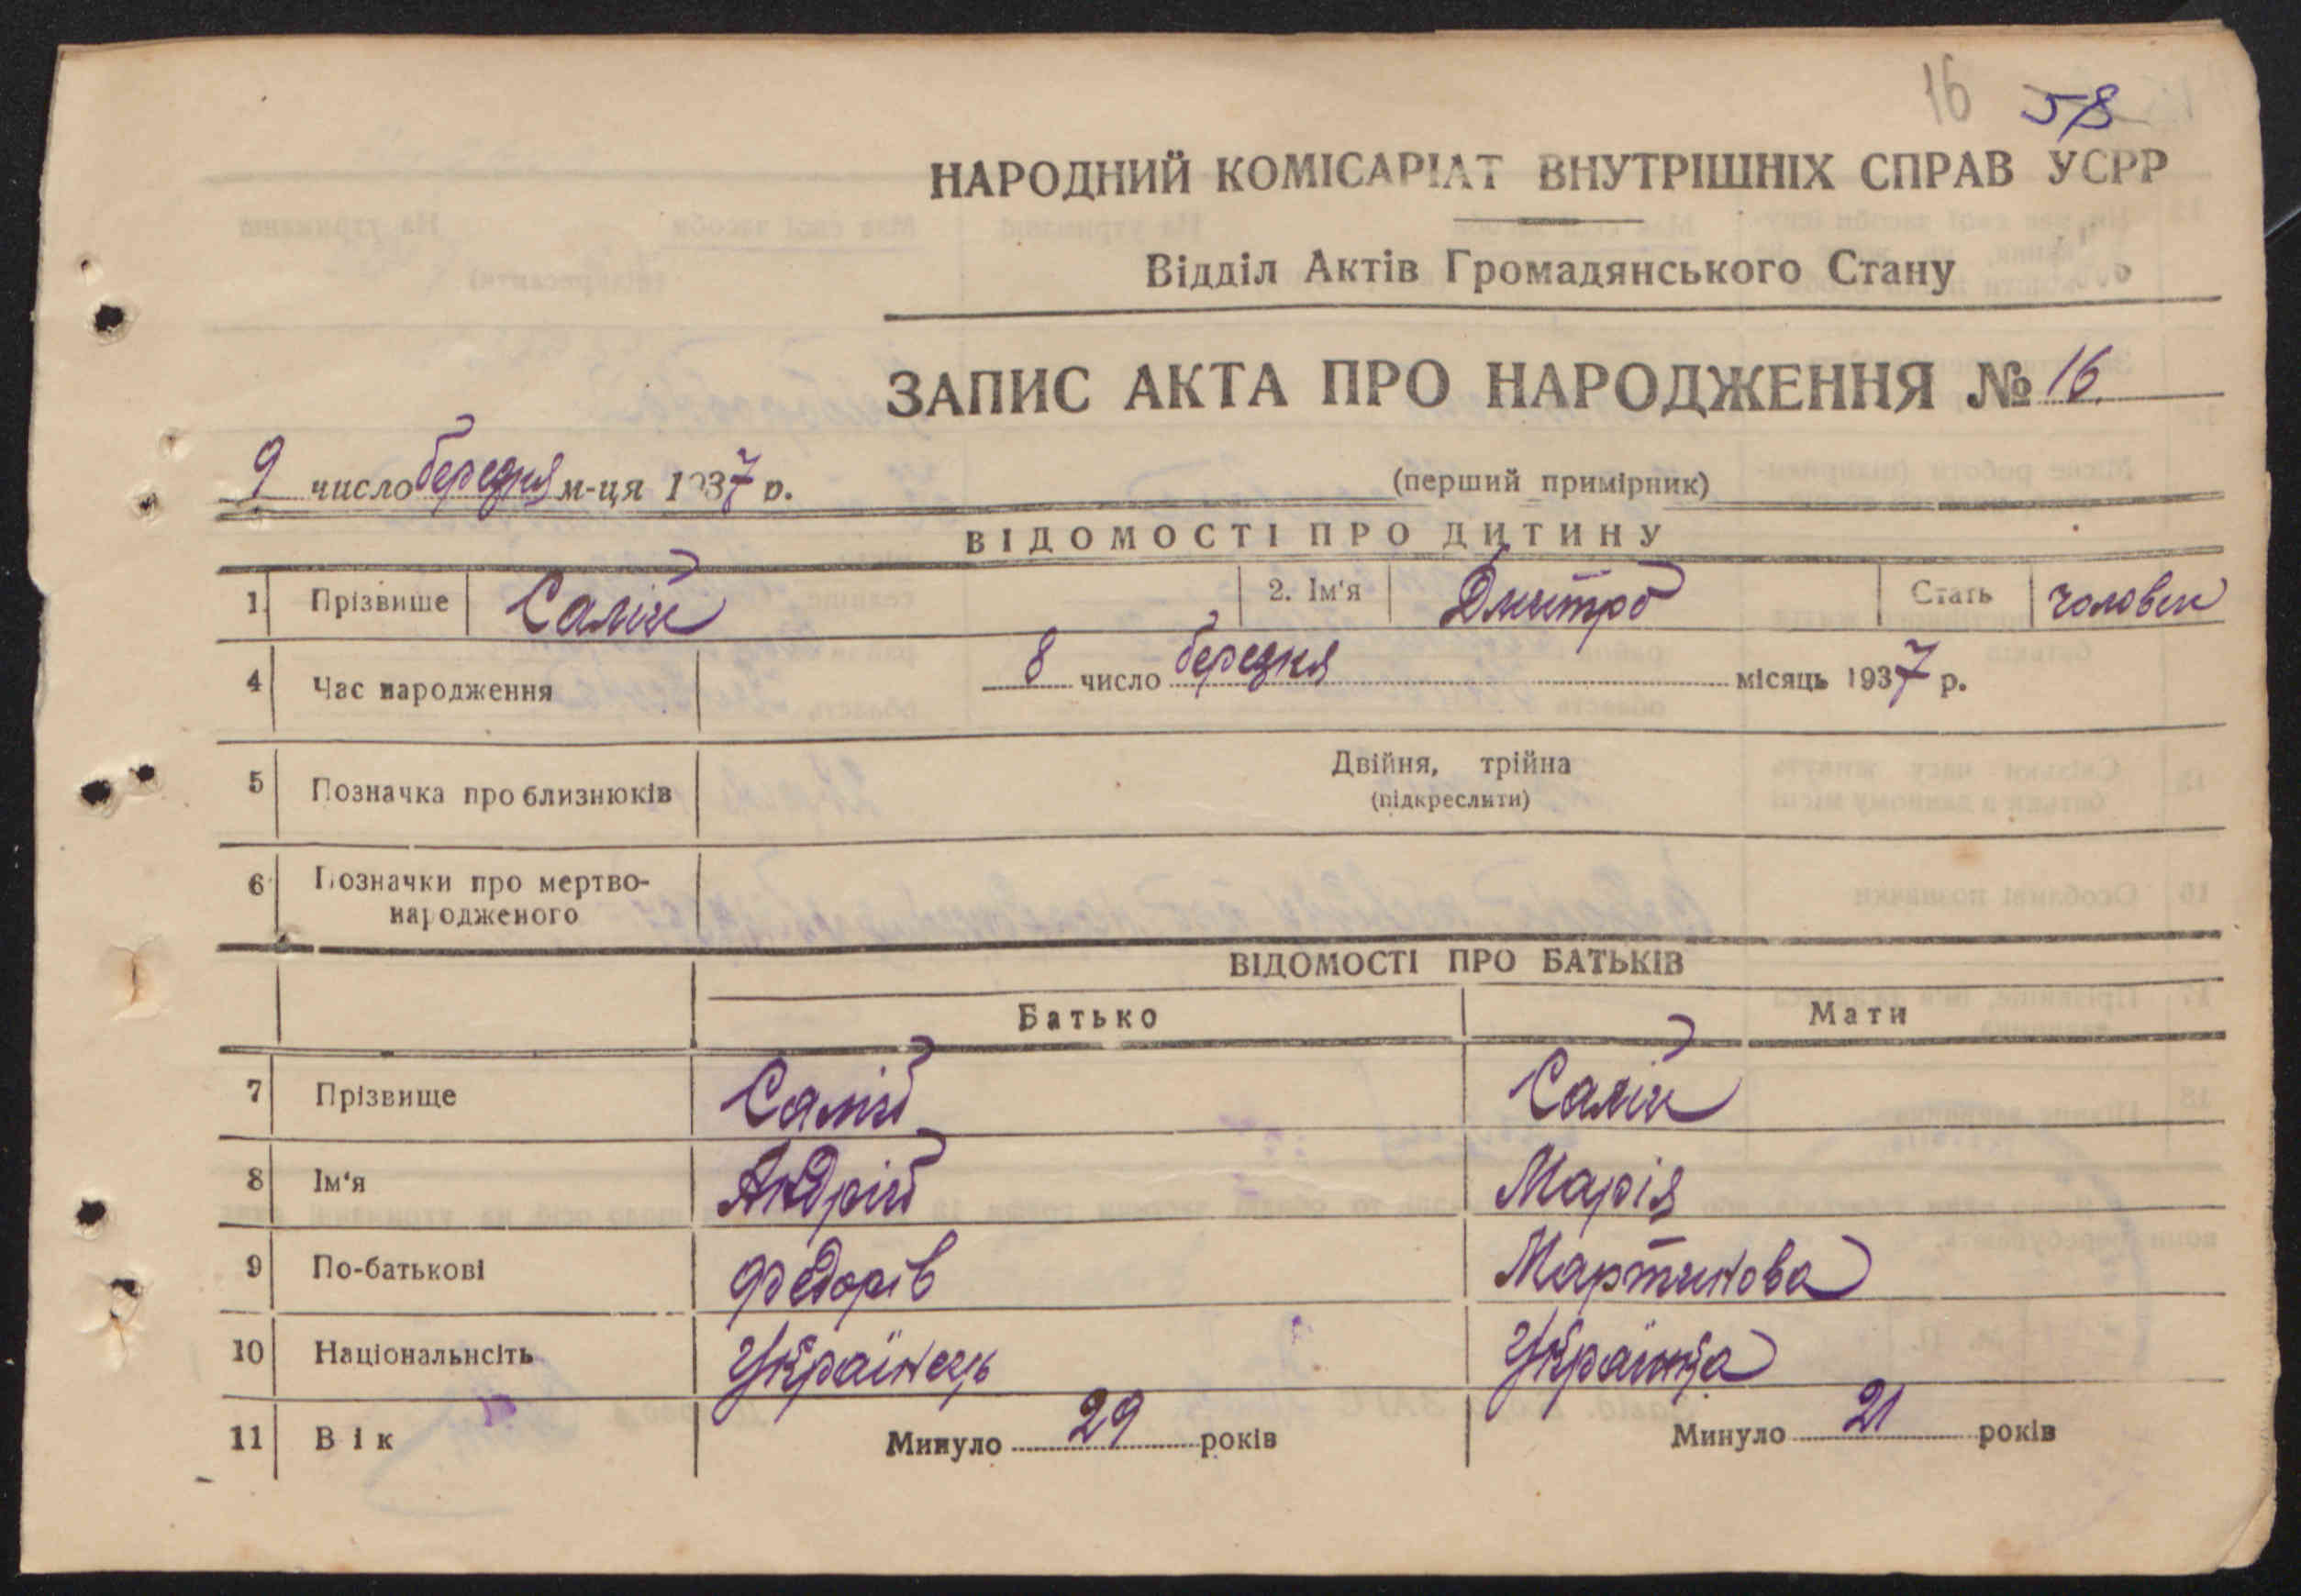 16 58
НАРОДНИЙ КОМІСАРІАТ ВНУТРІШНІХ СПРАВ УСРР
Відділ Актів Громадянського Стану
ЗАПИС АКТА ПРО НАРОДЖЕННЯ № 16.
9 число березня м-ця 1937 р. (перший примірник)
ВІДОМОСТІ ПРО ДИТИНУ
1. Прізвище Салій 2. Ім'я Дмитро Стать чоловік
4 Час народження 8 число березня місяць 1937 р.
5 Позначка про близнюків Двійня, трійна
(підкреслити)
6 Позначки про мертво-
народженого
ВІДОМОСТІ ПРО БАТЬКІВ
Батько Мати
7 Прізвище Салій Салій
8 Ім'я Андрій Марія
9 По-батькові Федорів Мартинова
10 Національнсіть Українець Українка
11 Вік Минуло 29 років Минуло 21 років